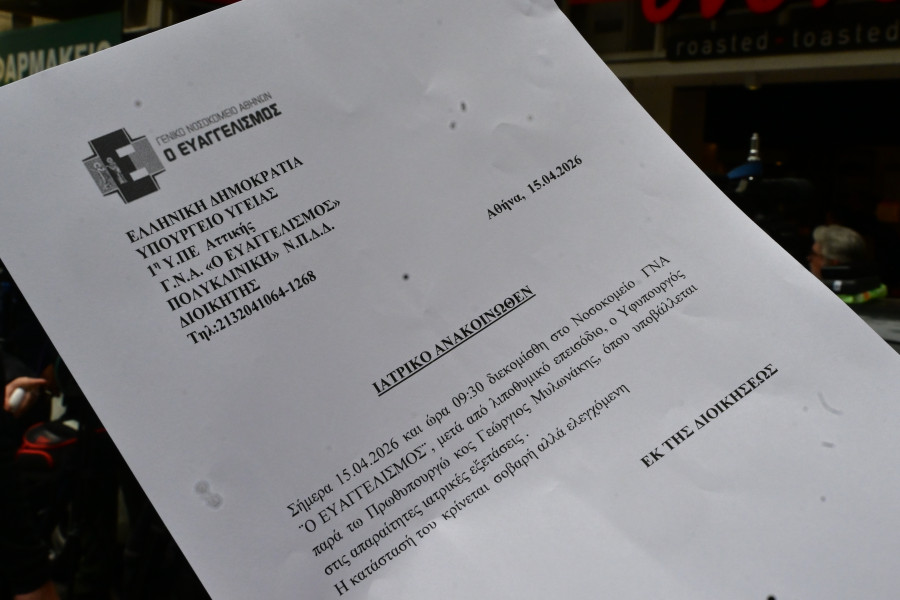 ΦΑΡΜΑΚΕΙΟ
roasted - toasted
ΓΕΝΙΚΟ ΝΟΣΟΚΟΜΕΙΟ ΑΘΗΝΩΝ
Ο ΕΥΑΓΓΕΛΙΣΜΟΣ
ΕΛΛΗΝΙΚΗ ΔΗΜΟΚΡΑΤΙΑ
ΥΠΟΥΡΓΕΙΟ ΥΓΕΙΑΣ
1η Υ.ΠΕ Αττικής
Γ.Ν.Α. «Ο ΕΥΑΓΓΕΛΙΣΜΟΣ»
ΠΟΛΥΚΛΙΝΙΚΗ» Ν.Π.Δ.Δ.
ΔΙΟΙΚΗΤΗΣ
Τηλ:2132041064-1268
Αθήνα, 15.04.2026
ΙΑΤΡΙΚΟ ΑΝΑΚΟΙΝΩΘΕΝ
Σήμερα 15.04.2026 και ώρα 09:30 διεκομίσθη στο Νοσοκομείο ΓΝΑ
¨Ο ΕΥΑΓΓΕΛΙΣΜΟΣ¨, μετά από λιποθυμικό επεισόδιο, ο Υφυπουργός
παρά τω Πρωθυπουργώ κος Γεώργιος Μυλωνάκης, όπου υποβάλλεται
στις απαραίτητες ιατρικές εξετάσεις .
Η κατάστασή του κρίνεται σοβαρή αλλά ελεγχόμενη
ΕΚ ΤΗΣ ΔΙΟΙΚΗΣΕΩΣ